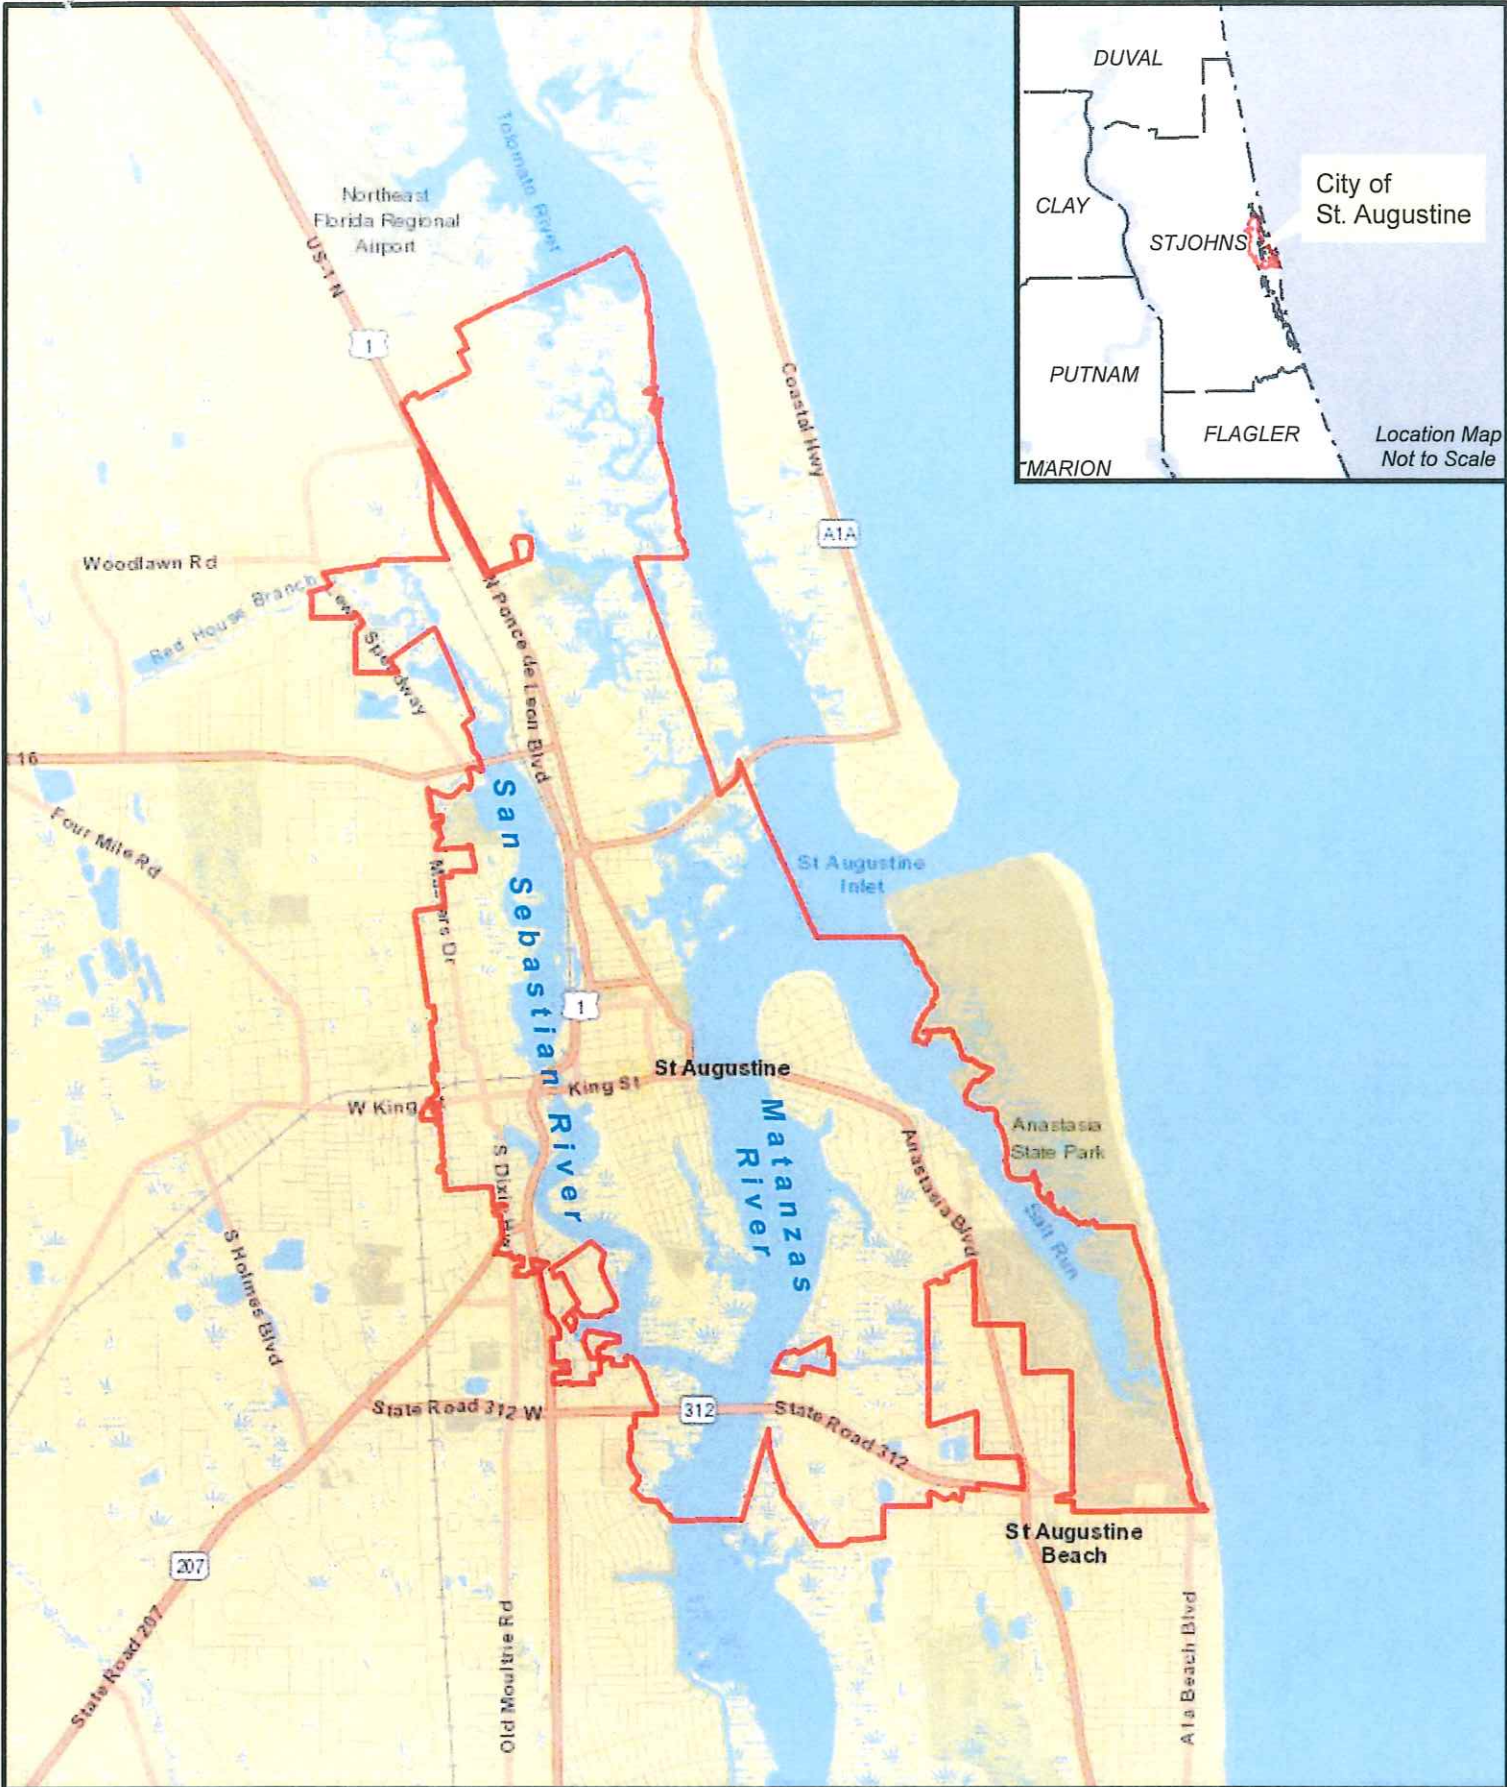 DUVAL
City of
St. Augustine
CLAY
STJOHNS
PUTNAM
FLAGLER
Location Map
Not to Scale
MARION
Tolomato River
Northeast
Florida Regional
Airport
US-1 N
1
Coastal Hwy
A1A
Woodlawn Rd
Red House Branch
Lew
Speedway
N Ponce de Leon Blvd
16
Four Mile Rd
San Sebastian River
St Augustine
Inlet
Dr
1
St Augustine
King St
W King
Matanzas
River
Anastasia
State Park
Anastasia Blvd
Salt Run
S Dixie Hw
S Holmes Blvd
State Road 312 W
312
State Road 312
St Augustine
Beach
207
State Road 207
Old Moultrie Rd
A1a Beach Blvd